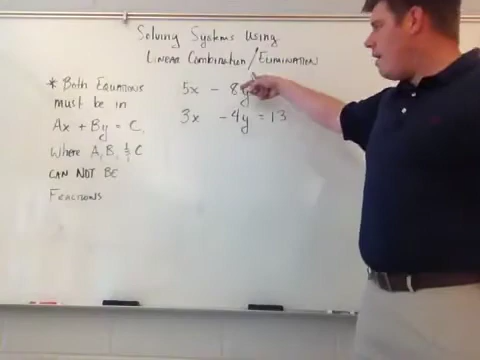 Solving Systems Using
Linear Combination/Elimination
* Both Equations
must be in
Ax + By = C,
Where A, B, & C
CAN NOT BE
Fractions
5x - 8y
3x - 4y = 13